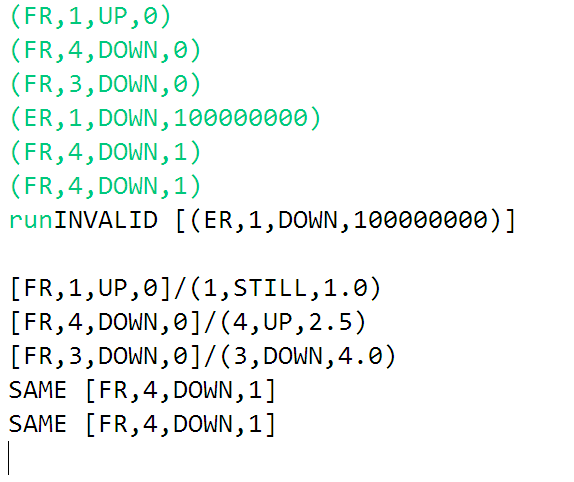 (FR,1,UP,0)
(FR,4,DOWN,0)
(FR,3,DOWN,0)
(ER,1,DOWN,100000000)
(FR,4,DOWN,1)
(FR,4,DOWN,1)
runINVALID [(ER,1,DOWN,100000000)]
[FR,1,UP,0]/(1,STILL,1.0)
[FR,4,DOWN,0]/(4,UP,2.5)
[FR,3,DOWN,0]/(3,DOWN,4.0)
SAME [FR,4,DOWN,1]
SAME [FR,4,DOWN,1]